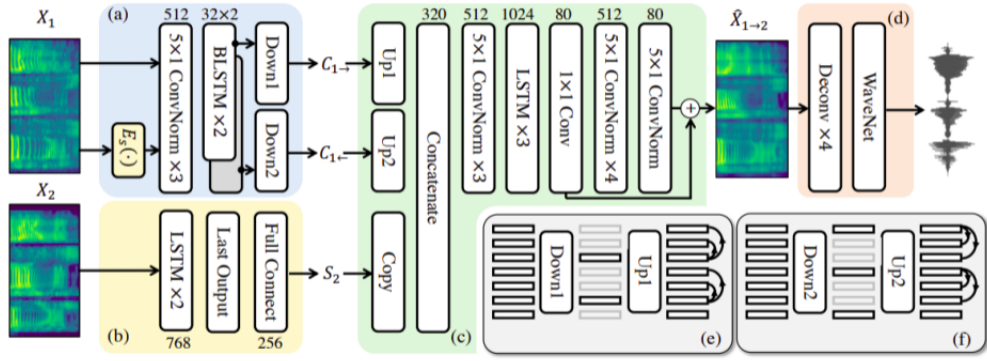 X₁
(a)
512
32×2
E_s(·)
5×1 ConvNorm ×3
BLSTM ×2
Down1
Down2
C₁→
C₁←
X₂
(b)
LSTM ×2
Last Output
Full Connect
768
256
S₂
Up1
Up2
Copy
320
512
1024
80
512
80
Concatenate
5×1 ConvNorm ×3
LSTM ×3
1×1 Conv
5×1 ConvNorm ×4
5×1 ConvNorm
+
(c)
X̂₁→₂
(d)
Deconv ×4
WaveNet
Down1
Up1
(e)
Down2
Up2
(f)